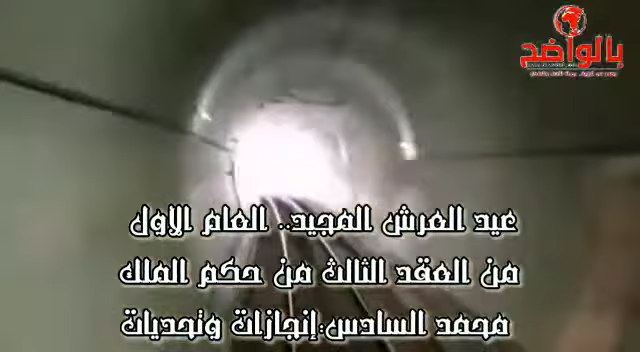 بالواضح
عيد العرش المجيد.. العام الأول
من العقد الثالث من حكم الملك
محمد السادس:إنجازات وتحديات